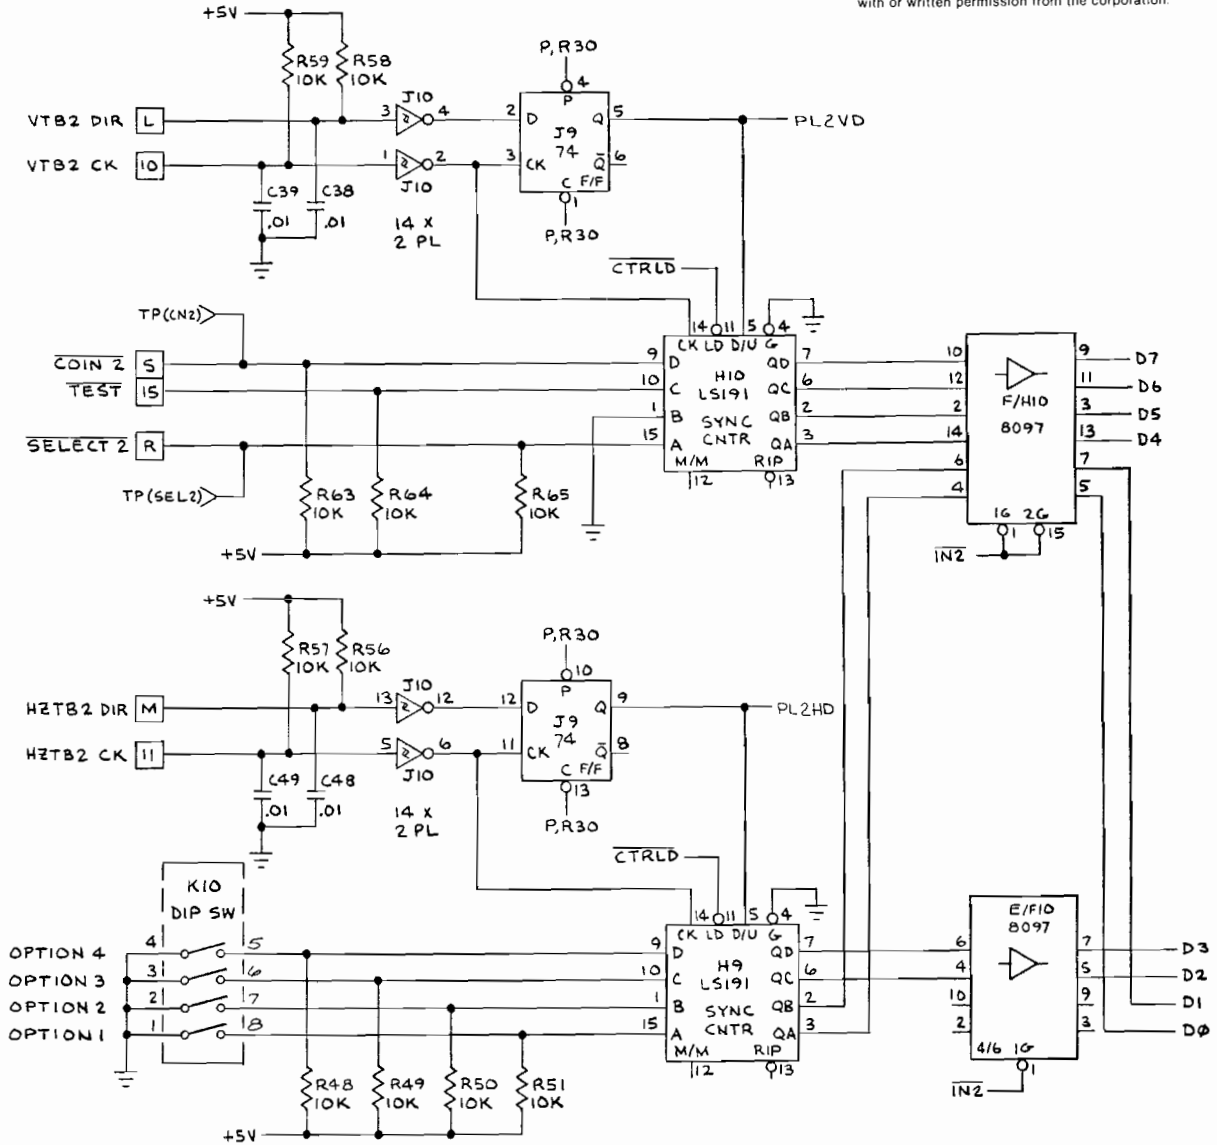 with or written permission from the corporation.
+5V
R59 10K
R58 10K
P,R30
4
P
VTB2 DIR L
3 J10 4
2 D
J9
74
Q 5
PL2VD
VTB2 CK 10
1 J10 2
3 CK
Q 6
C F/F
1
P,R30
C39 .01
C38 .01
14 X
2 PL
CTRLD
TP(CN2)
14 11 5 4
CK LD D/U G
COIN 2 S
9 D
QD 7
10
9 D7
TEST 15
10 C
H10
LS191
QC 6
12
11 D6
1 B
SYNC
CNTR
QB 2
2
F/H10
8097
3 D5
SELECT 2 R
15 A
QA 3
14
13 D4
M/M RIP
12 13
6
7
4
5
TP(SEL2)
R63 10K
R64 10K
R65 10K
+5V
1G 2G
1 15
IN2
+5V
R57 10K
R56 10K
P,R30
10
P
HZTB2 DIR M
13 J10 12
12 D
J9
74
Q 9
PL2HD
HZTB2 CK 11
5 J10 6
11 CK
Q 8
C F/F
13
P,R30
C49 .01
C48 .01
14 X
2 PL
CTRLD
K10
DIP SW
14 11 5 4
CK LD D/U G
E/F10
8097
OPTION 4 4 5
9 D
QD 7
6
7 D3
OPTION 3 3 6
10 C
H9
LS191
QC 6
4
5 D2
OPTION 2 2 7
1 B
SYNC
CNTR
QB 2
10
9
D1
OPTION 1 1 8
15 A
QA 3
2
3
DØ
M/M RIP
12 13
4/6 1G
1
IN2
R48 10K
R49 10K
R50 10K
R51 10K
+5V